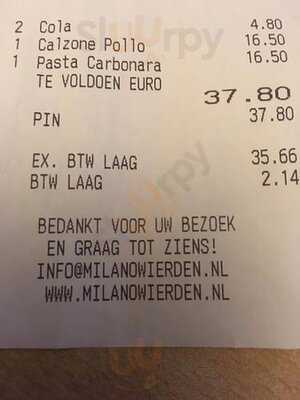 2 Cola 4.80
1 Calzone Pollo 16.50
1 Pasta Carbonara 16.50
TE VOLDOEN EURO 37.80
PIN 37.80
EX. BTW LAAG 35.66
BTW LAAG 2.14
BEDANKT VOOR UW BEZOEK
EN GRAAG TOT ZIENS!
INFO@MILANOWIERDEN.NL
WWW.MILANOWIERDEN.NL